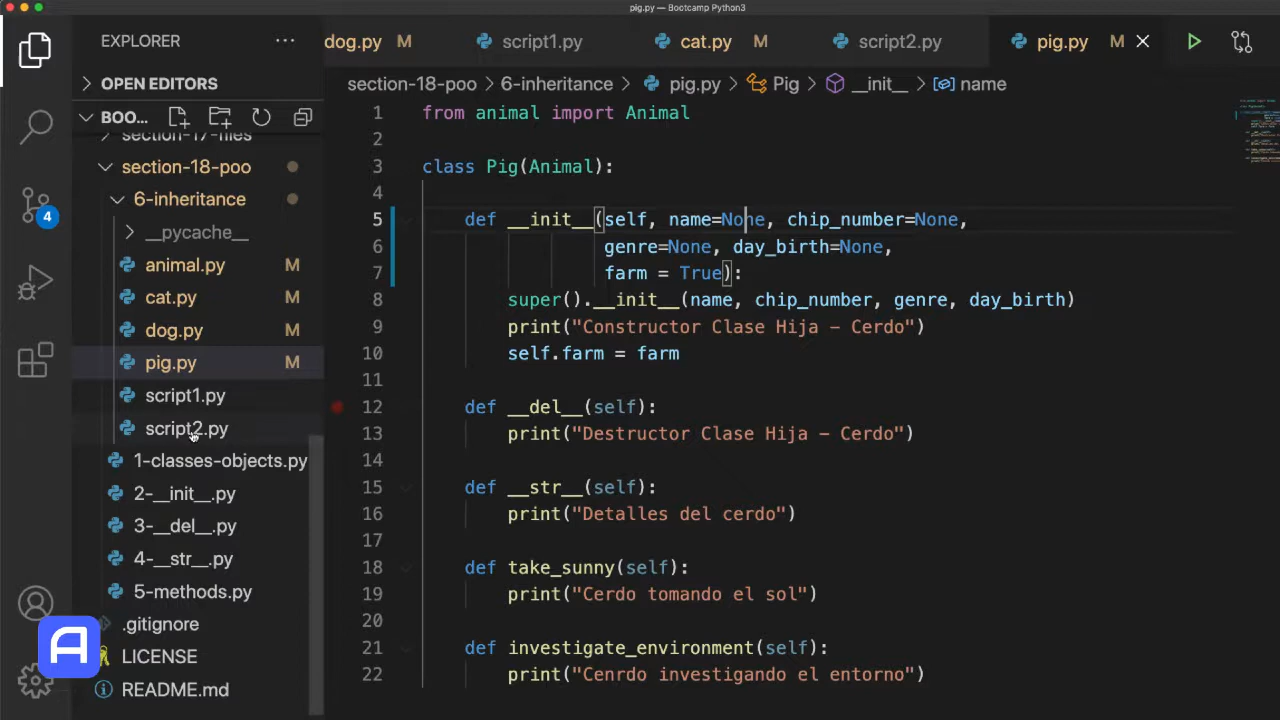 pig.py — Bootcamp Python3
EXPLORER
OPEN EDITORS
BOO...
section-17-files
section-18-poo
6-inheritance
__pycache__
animal.py M
cat.py M
dog.py M
pig.py M
script1.py
script2.py
1-classes-objects.py
2-__init__.py
3-__del__.py
4-__str__.py
5-methods.py
.gitignore
LICENSE
README.md
4
A
dog.py M script1.py cat.py M script2.py pig.py M
section-18-poo > 6-inheritance > pig.py > Pig > __init__ > name
1 from animal import Animal
2
3 class Pig(Animal):
4
5 def __init__(self, name=None, chip_number=None,
6 genre=None, day_birth=None,
7 farm = True):
8 super().__init__(name, chip_number, genre, day_birth)
9 print("Constructor Clase Hija – Cerdo")
10 self.farm = farm
11
12 def __del__(self):
13 print("Destructor Clase Hija – Cerdo")
14
15 def __str__(self):
16 print("Detalles del cerdo")
17
18 def take_sunny(self):
19 print("Cerdo tomando el sol")
20
21 def investigate_environment(self):
22 print("Cenrdo investigando el entorno")